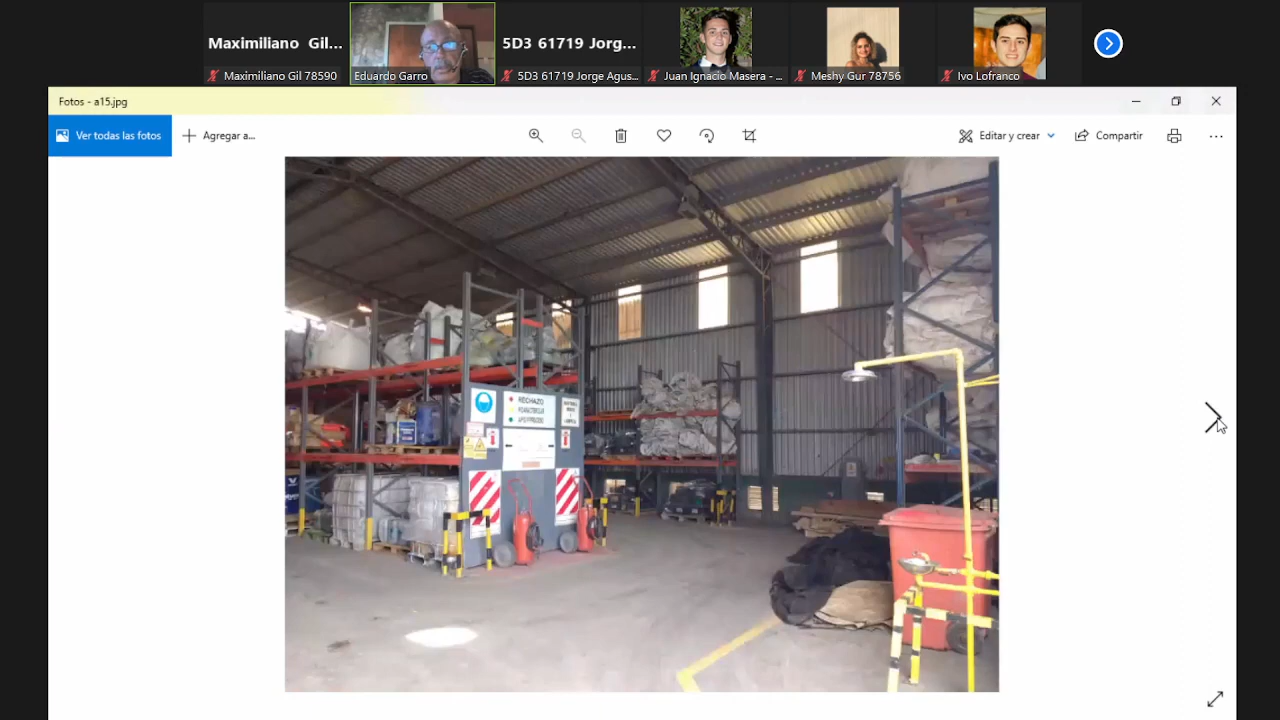 Maximiliano Gil...
5D3 61719 Jorg...
Maximiliano Gil 78590
Eduardo Garro
5D3 61719 Jorge Agus...
Juan Ignacio Masera - ...
Meshy Gur 78756
Ivo Lofranco
Fotos - a15.jpg
Ver todas las fotos
Agregar a...
Editar y crear
Compartir
RECHAZO